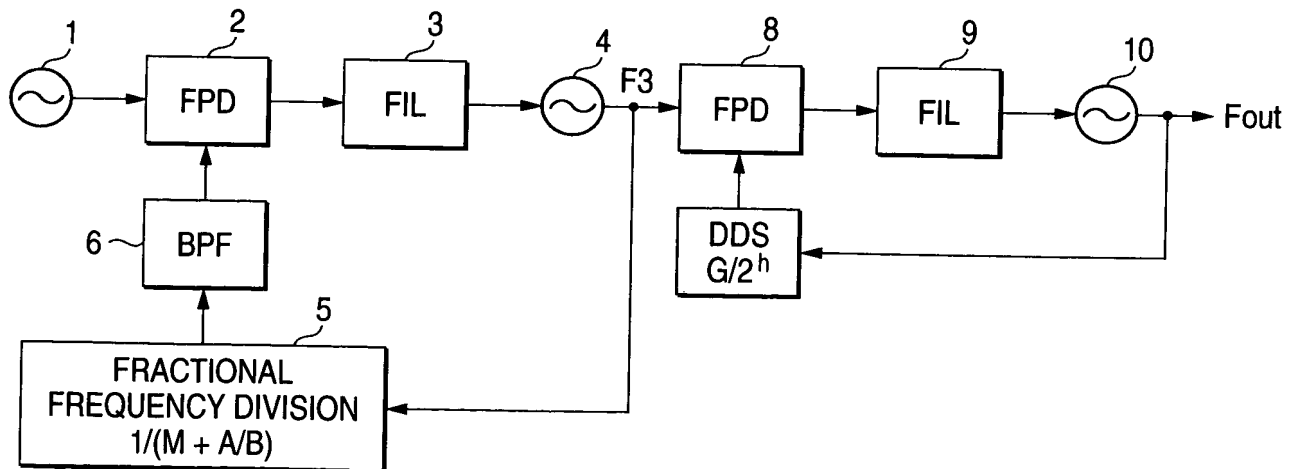 1
2
3
4
8
9
10
FPD
FIL
F3
FPD
FIL
Fout
6
BPF
DDS
G/2^h
5
FRACTIONAL
FREQUENCY DIVISION
1/(M + A/B)